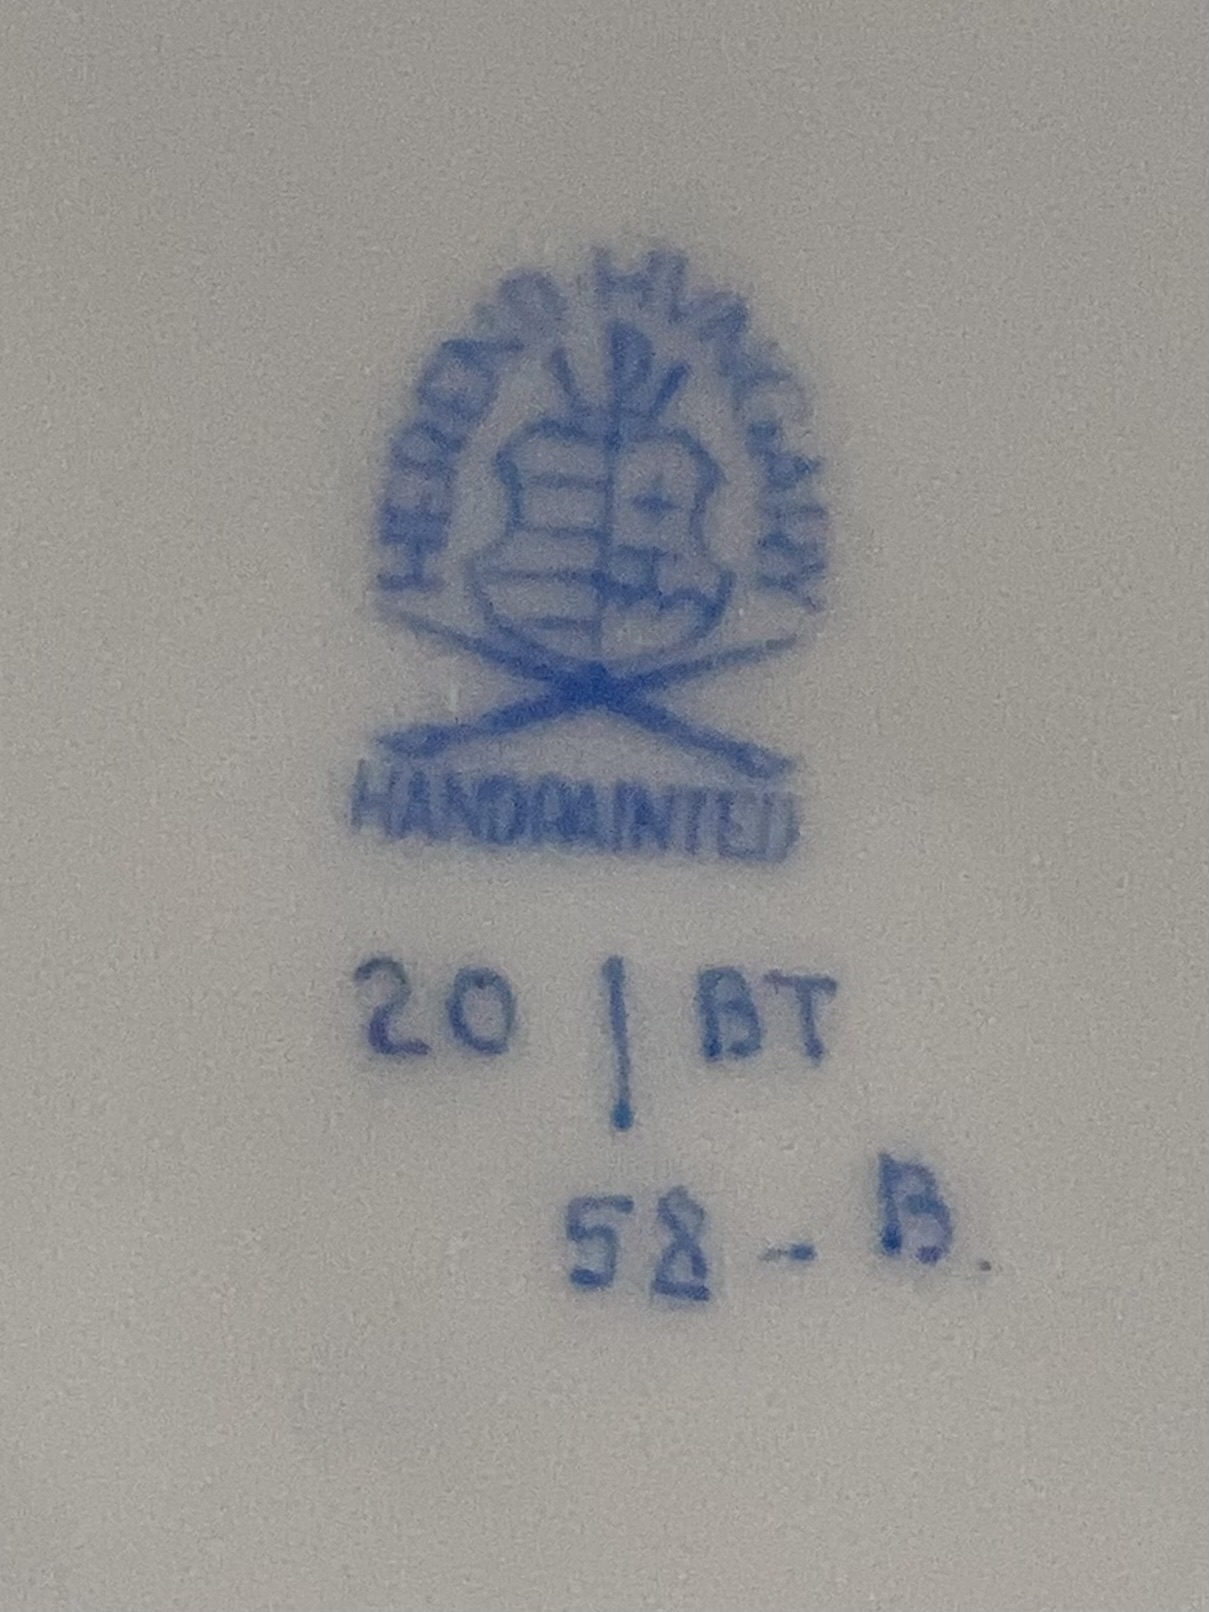 HEREND HUNGARY
HANDPAINTED
20 | BT
58 - B.